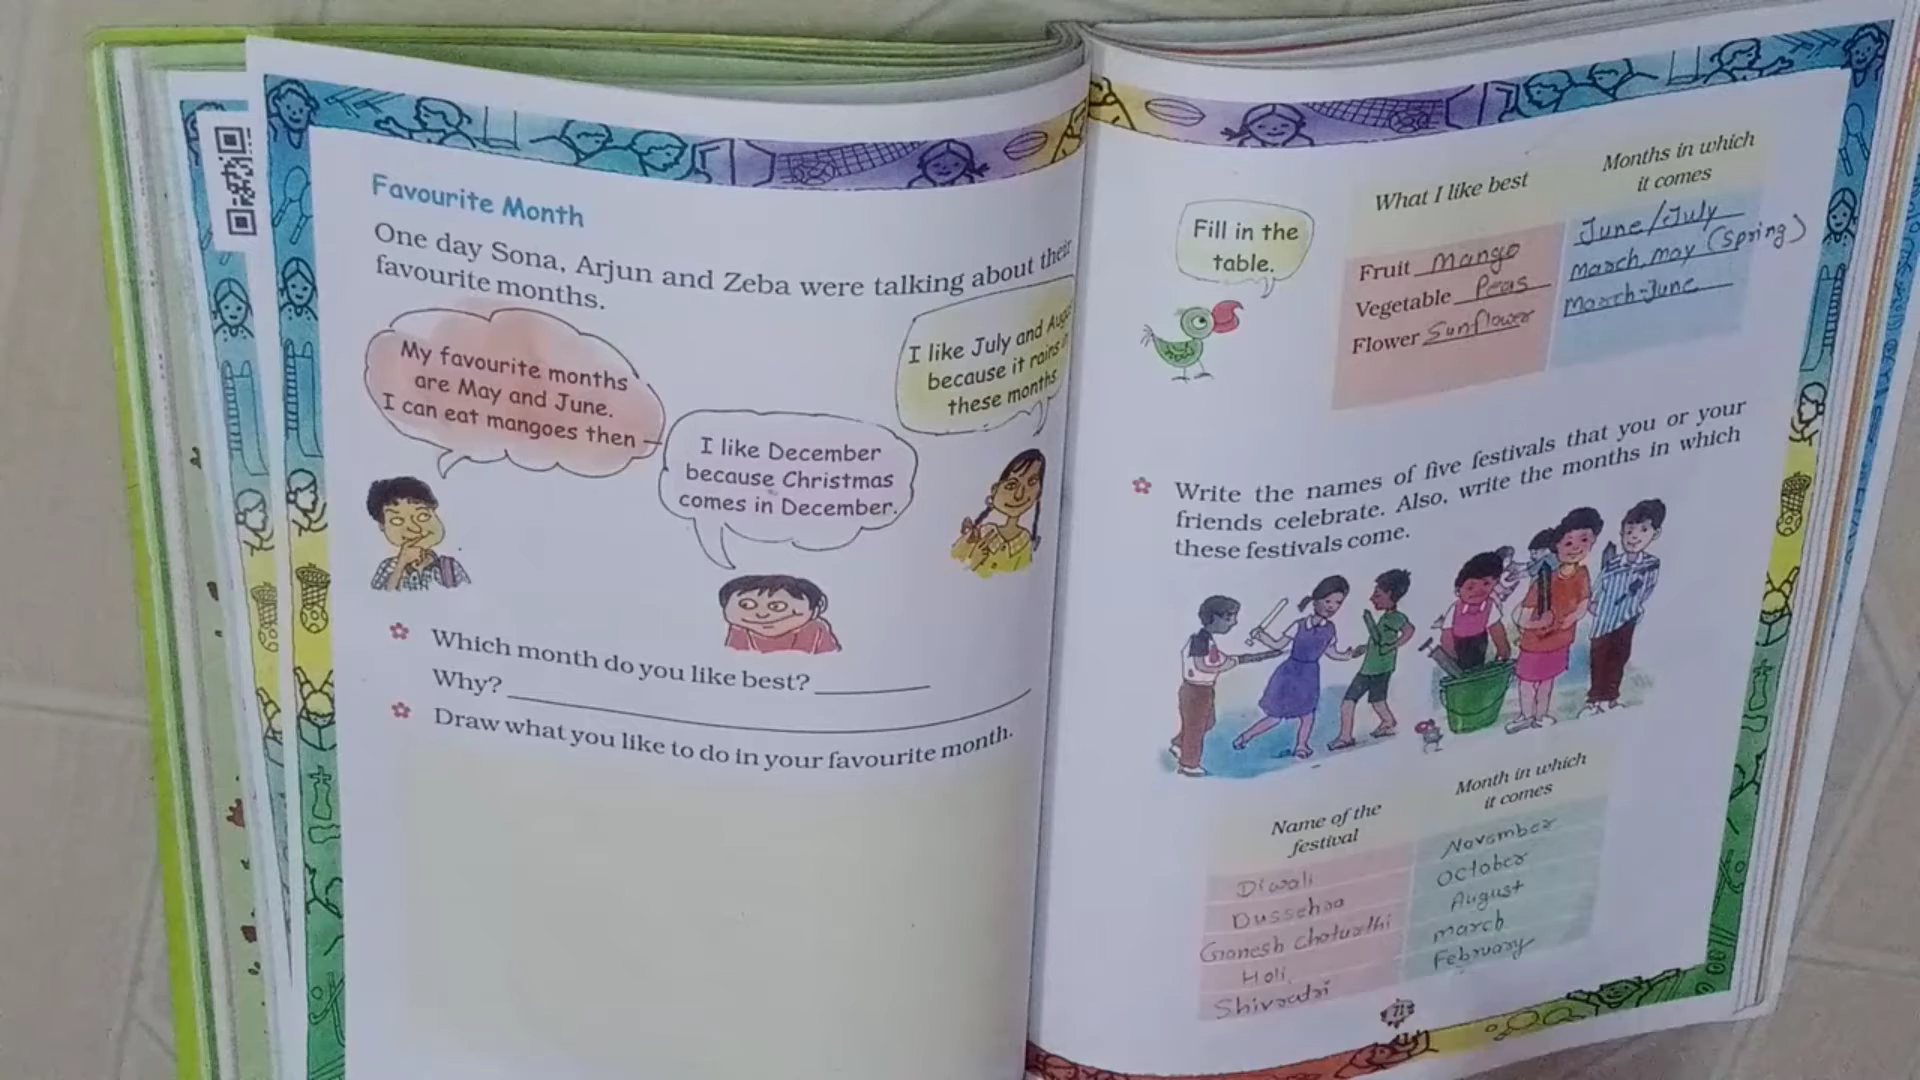 Favourite Month
One day Sona, Arjun and Zeba were talking about their
favourite months.
My favourite months
are May and June.
I can eat mangoes then
I like December
because Christmas
comes in December.
I like July and
because it rains
these months.
Which month do you like best?
Why?
Draw what you like to do in your favourite month.
Fill in the
table.
What I like best
Months in which
it comes
Fruit Mango
June/July
Vegetable Peas
March, May (Spring)
Flower Sunflower
March-June
Write the names of five festivals that you or your
friends celebrate. Also, write the months in which
these festivals come.
Name of the
festival
Month in which
it comes
Diwali
November
Dussehra
October
Ganesh Chaturthi
August
Holi
March
Shivratri
February